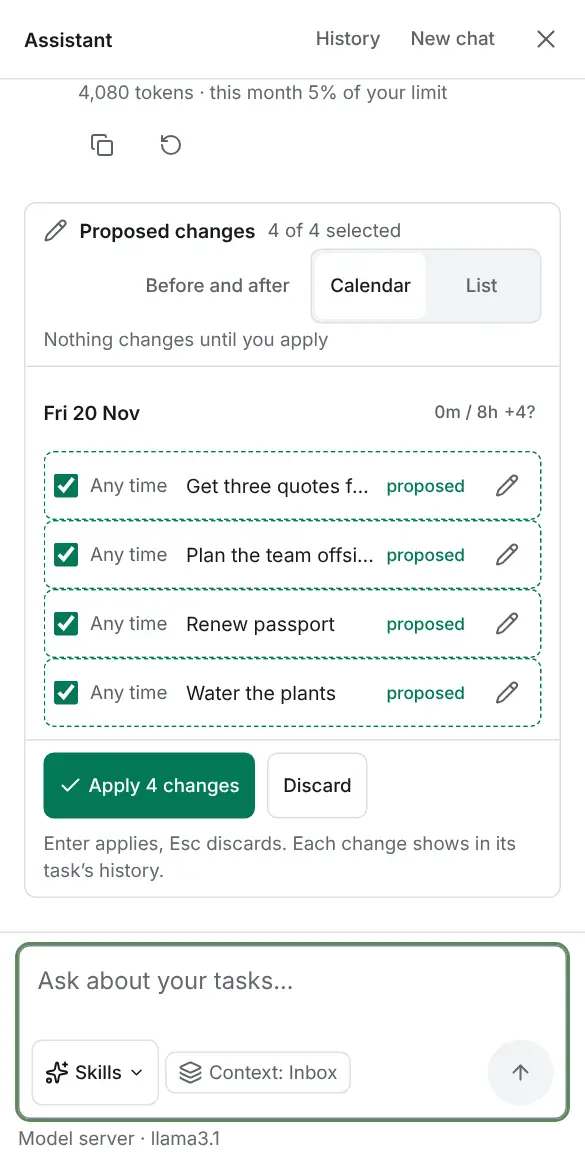 Assistant
History
New chat
4,080 tokens · this month 5% of your limit
Proposed changes 4 of 4 selected
Before and after
Calendar
List
Nothing changes until you apply
Fri 20 Nov
0m / 8h +4?
Any time Get three quotes f... proposed
Any time Plan the team offsi... proposed
Any time Renew passport proposed
Any time Water the plants proposed
Apply 4 changes
Discard
Enter applies, Esc discards. Each change shows in its
task’s history.
Ask about your tasks...
Skills
Context: Inbox
Model server · llama3.1